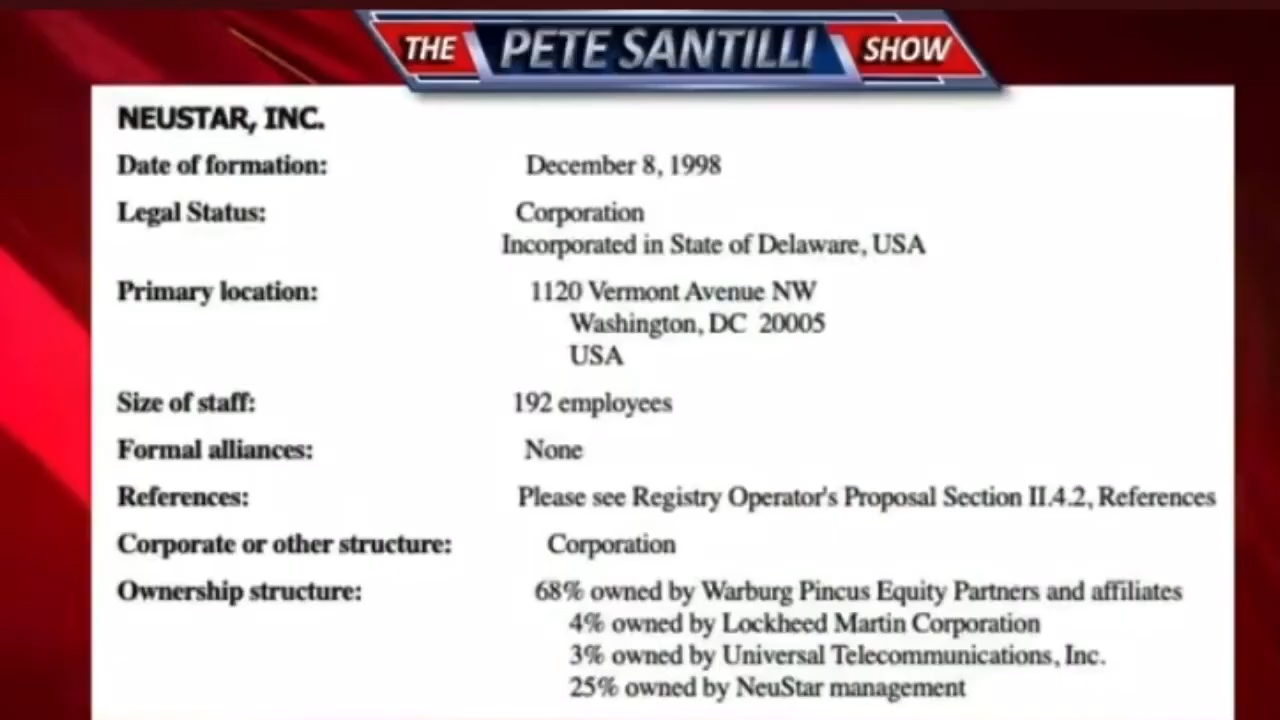 THE PETE SANTILLI SHOW
NEUSTAR, INC.
Date of formation: December 8, 1998
Legal Status: Corporation
Incorporated in State of Delaware, USA
Primary location: 1120 Vermont Avenue NW
Washington, DC 20005
USA
Size of staff: 192 employees
Formal alliances: None
References: Please see Registry Operator's Proposal Section II.4.2, References
Corporate or other structure: Corporation
Ownership structure: 68% owned by Warburg Pincus Equity Partners and affiliates
4% owned by Lockheed Martin Corporation
3% owned by Universal Telecommunications, Inc.
25% owned by NeuStar management